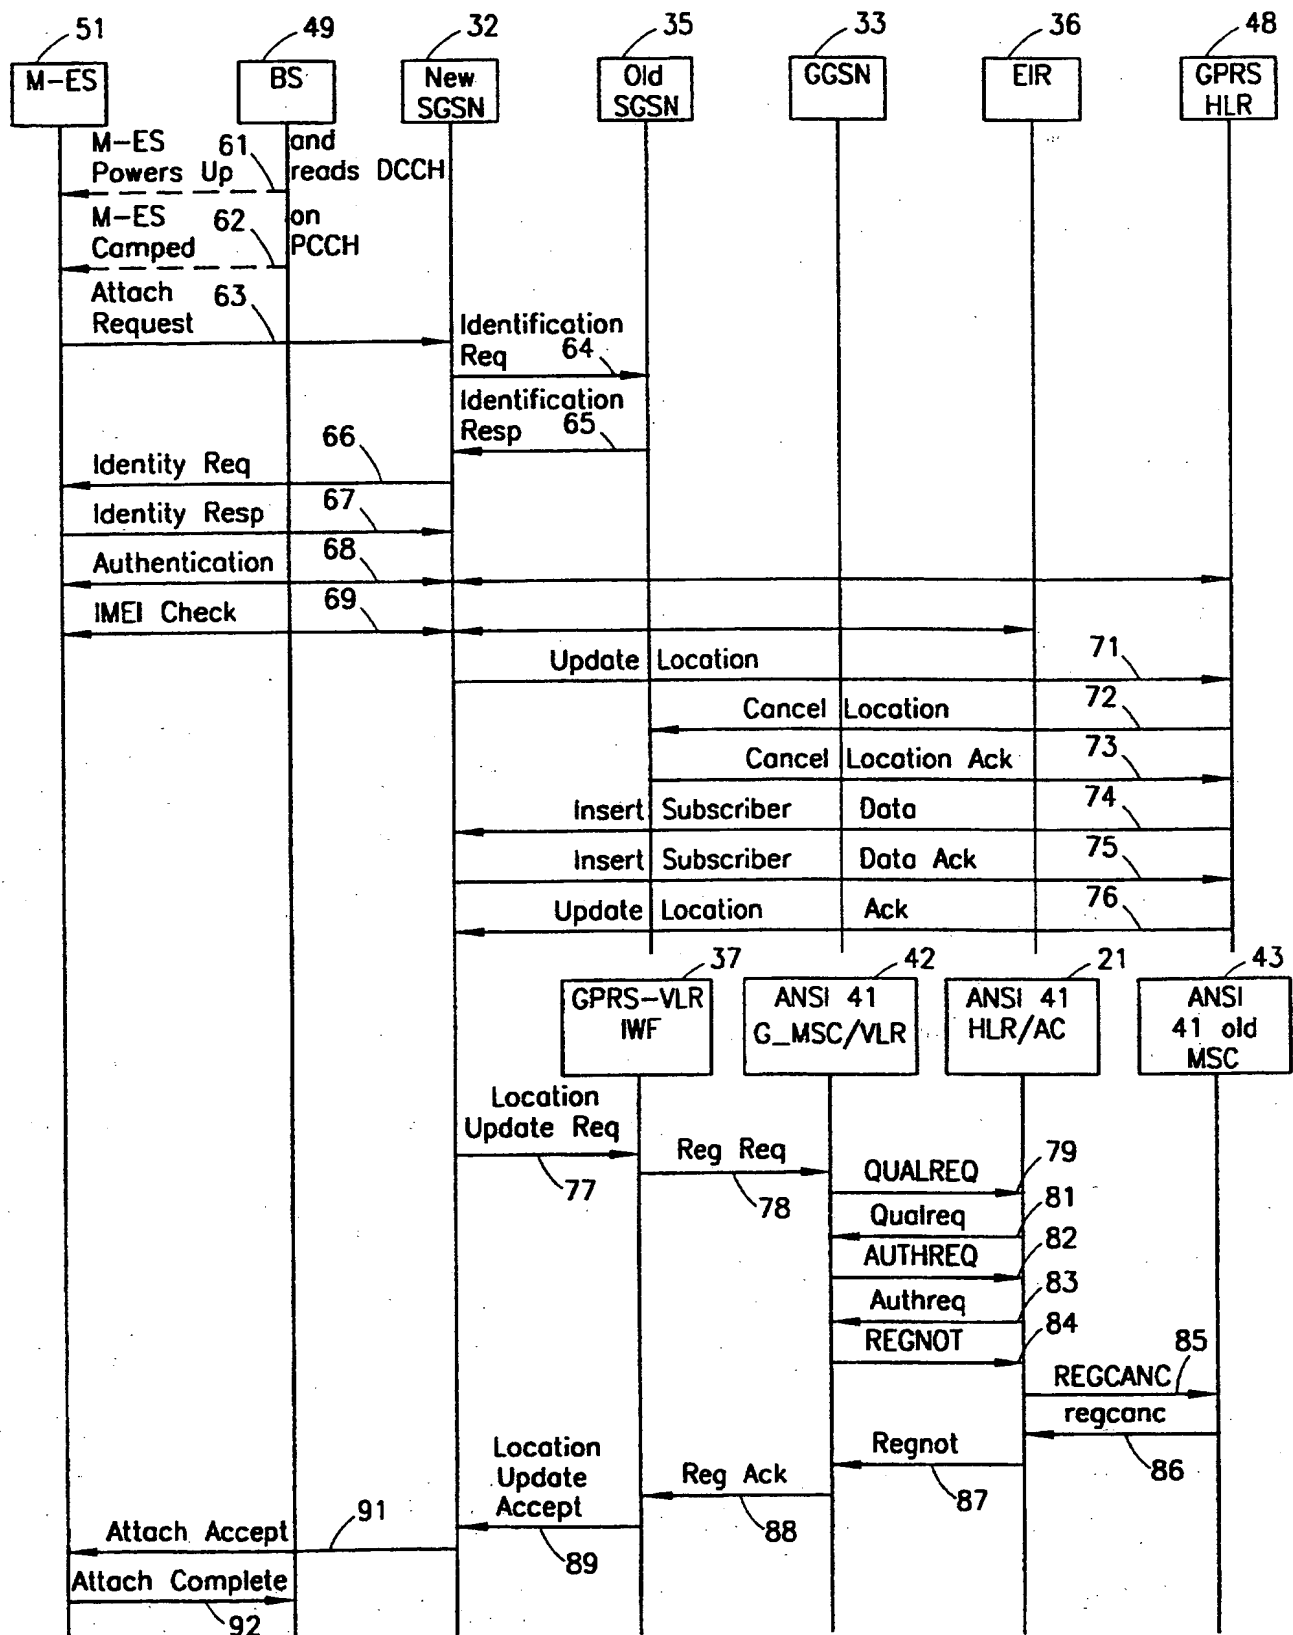 51 49 32 35 33 36 48
M-ES BS New SGSN Old SGSN GGSN EIR GPRS HLR
M-ES Powers Up 61 and reads DCCH
M-ES Camped 62 on PCCH
Attach Request 63
Identification Req 64
Identification Resp 65
66
Identity Req
Identity Resp 67
Authentication 68
IMEI Check 69
Update Location 71
Cancel Location 72
Cancel Location Ack 73
Insert Subscriber Data 74
Insert Subscriber Data Ack 75
Update Location Ack 76
37 42 21 43
GPRS-VLR IWF ANSI 41 G_MSC/VLR ANSI 41 HLR/AC ANSI 41 old MSC
Location Update Req
77
Reg Req
78
QUALREQ 79
Qualreq 81
AUTHREQ 82
Authreq 83
REGNOT 84
REGCANC 85
regcanc
86
Regnot
87
Reg Ack
88
Location Update Accept
89
Attach Accept 91
Attach Complete
92